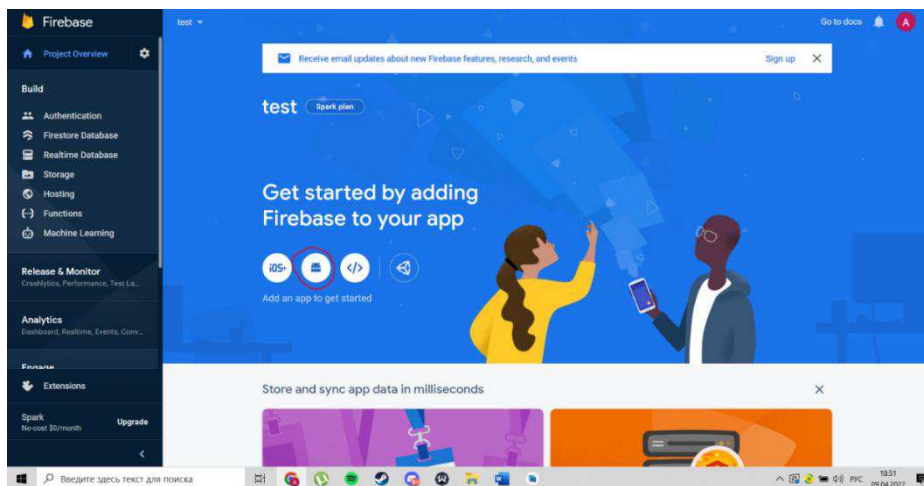 Firebase
test
Go to docs
A
Project Overview
Receive email updates about new Firebase features, research, and events
Sign up
Build
test
Spark plan
Authentication
Firestore Database
Realtime Database
Storage
Hosting
Functions
Machine Learning
Get started by adding
Firebase to your app
iOS+
</>
Add an app to get started
Release & Monitor
Crashlytics, Performance, Test La...
Analytics
Dashboard, Realtime, Events, Conv...
Engage
Extensions
Store and sync app data in milliseconds
Spark
No-cost $0/month
Upgrade
Введите здесь текст для поиска
РУС
18:51
09.04.2022